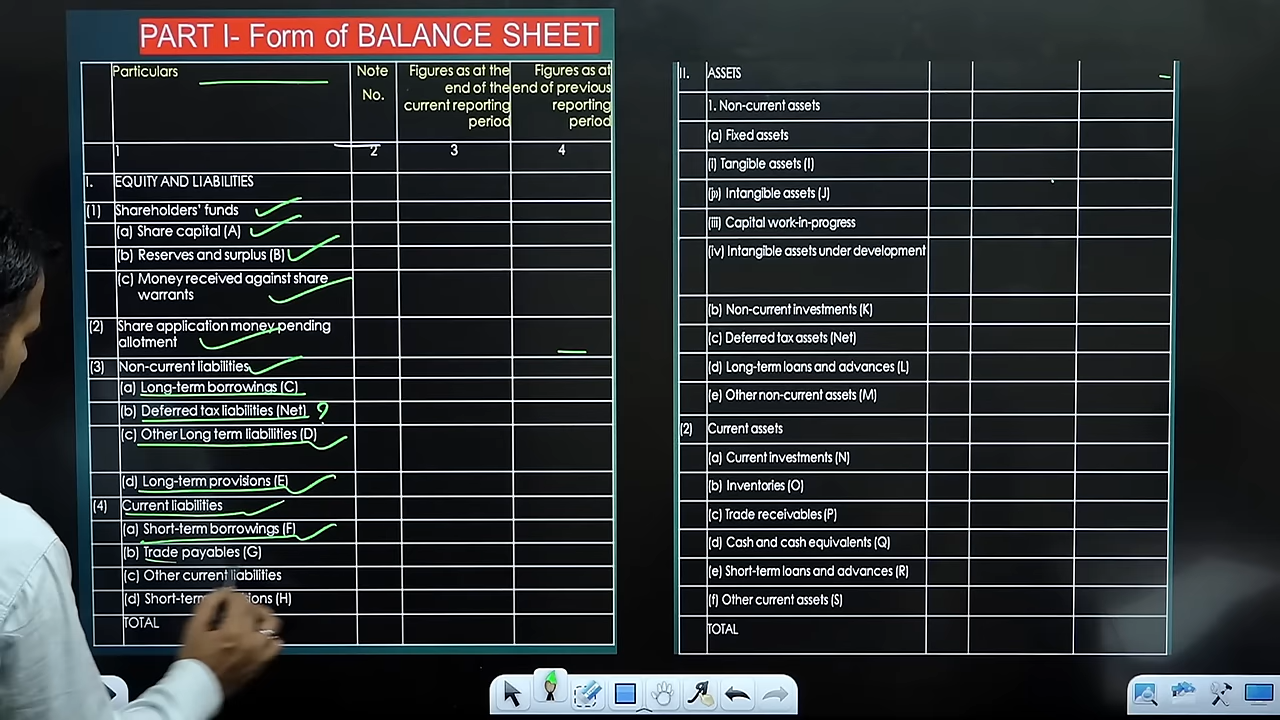 PART I- Form of BALANCE SHEET
Particulars
Note
No.
Figures as at the
end of the
current reporting
period
Figures as at
end of previous
reporting
period
1
2
3
4
I. EQUITY AND LIABILITIES
(1) Shareholders' funds
(a) Share capital (A)
(b) Reserves and surplus (B)
(c) Money received against share
warrants
(2) Share application money pending
allotment
(3) Non-current liabilities
(a) Long-term borrowings (C)
(b) Deferred tax liabilities (Net) ?
(c) Other Long term liabilities (D)
(d) Long-term provisions (E)
(4) Current liabilities
(a) Short-term borrowings (F)
(b) Trade payables (G)
(c) Other current liabilities
(d) (H)
TOTAL
II. ASSETS
1. Non-current assets
(a) Fixed assets
(i) Tangible assets (I)
Intangible assets (J)
(iii) Capital work-in-progress
(iv) Intangible assets under development
(b) Non-current investments (K)
(c) Deferred tax assets (Net)
(d) Long-term loans and advances (L)
(e) Other non-current assets (M)
(2) Current assets
(a) Current investments (N)
(b) Inventories (O)
(c) Trade receivables (P)
(d) Cash and cash equivalents (Q)
(e) Short-term loans and advances (R)
(f) Other current assets (S)
TOTAL